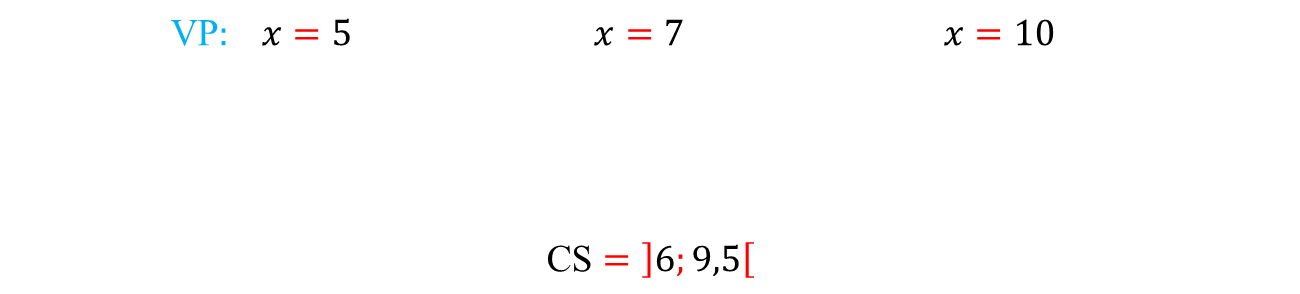 VP: x = 5 x = 7 x = 10
CS = ]6; 9,5[